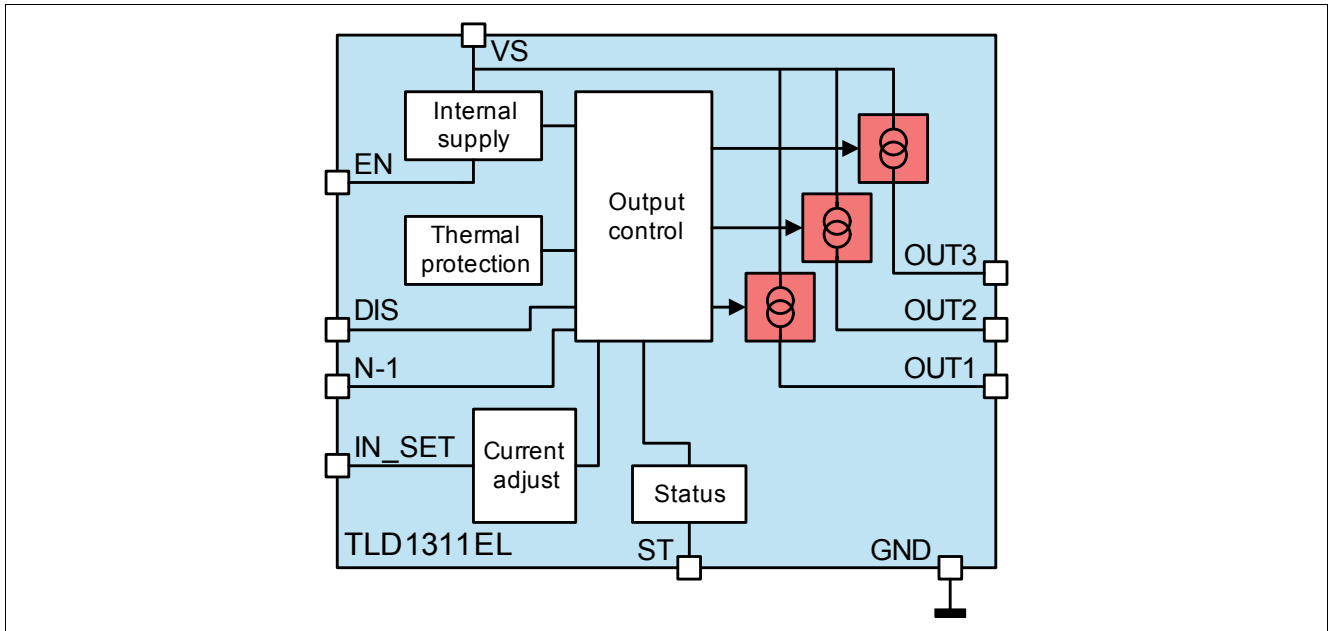 VS
Internal
supply
EN
Output
control
Thermal
protection
OUT3
DIS
OUT2
N-1
OUT1
IN_SET
Current
adjust
Status
TLD1311EL
ST
GND